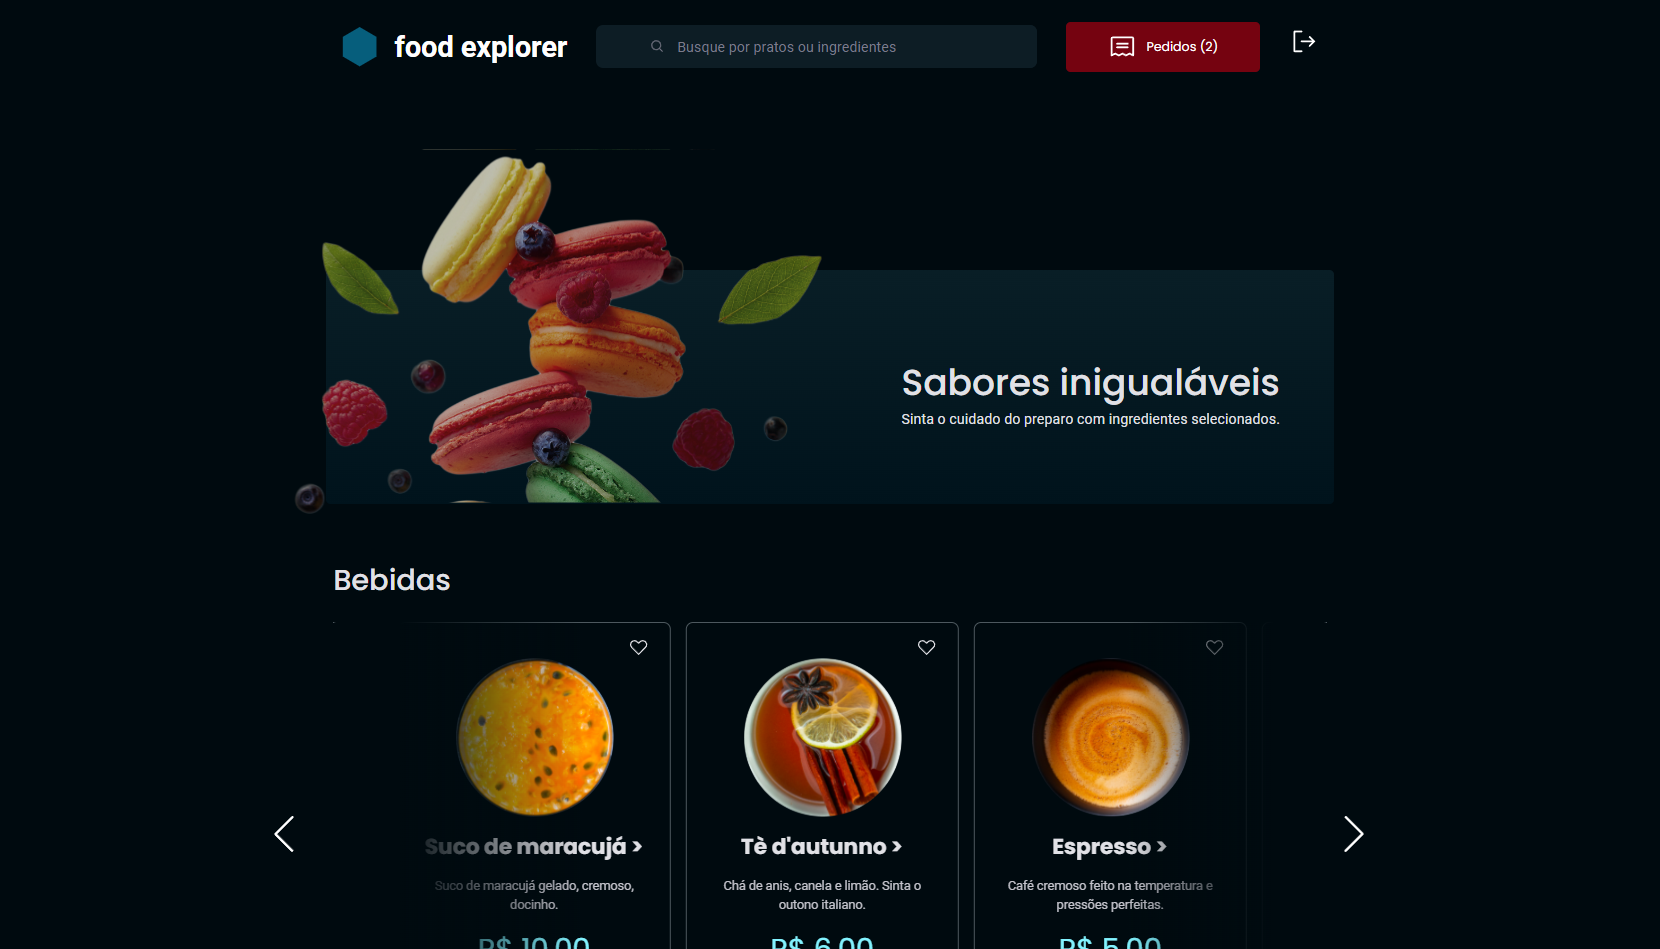 food explorer
Busque por pratos ou ingredientes
Pedidos (2)
Sabores inigualáveis
Sinta o cuidado do preparo com ingredientes selecionados.
Bebidas
Suco de maracujá >
Suco de maracujá gelado, cremoso,
docinho.
R$ 10,00
Tè d'autunno >
Chá de anis, canela e limão. Sinta o
outono italiano.
R$ 6,00
Espresso >
Café cremoso feito na temperatura e
pressões perfeitas.
R$ 5,00